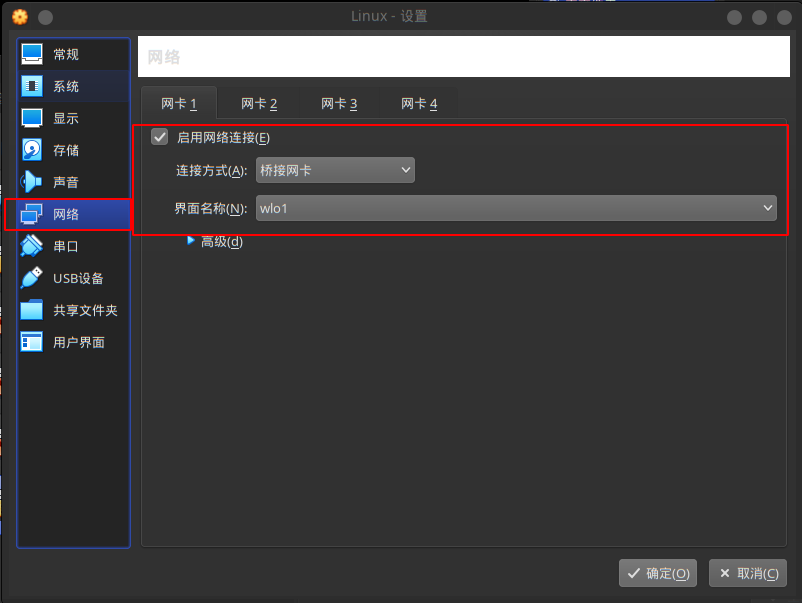 Linux - 设置
常规
系统
显示
存储
声音
网络
串口
USB设备
共享文件夹
用户界面
网络
网卡 1 网卡 2 网卡 3 网卡 4
启用网络连接(E)
连接方式(A): 桥接网卡
界面名称(N): wlo1
高级(d)
确定(O) 取消(C)